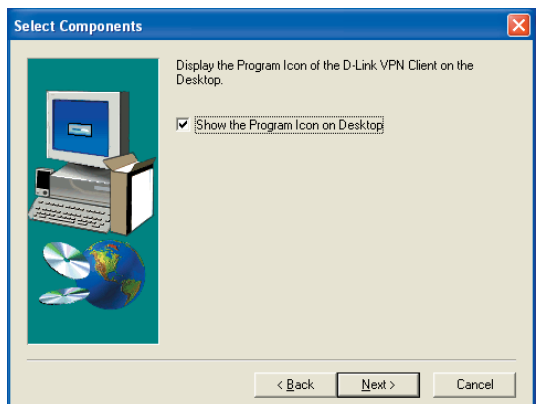 Select Components
Display the Program Icon of the D-Link VPN Client on the
Desktop.
Show the Program Icon on Desktop
< Back
Next >
Cancel